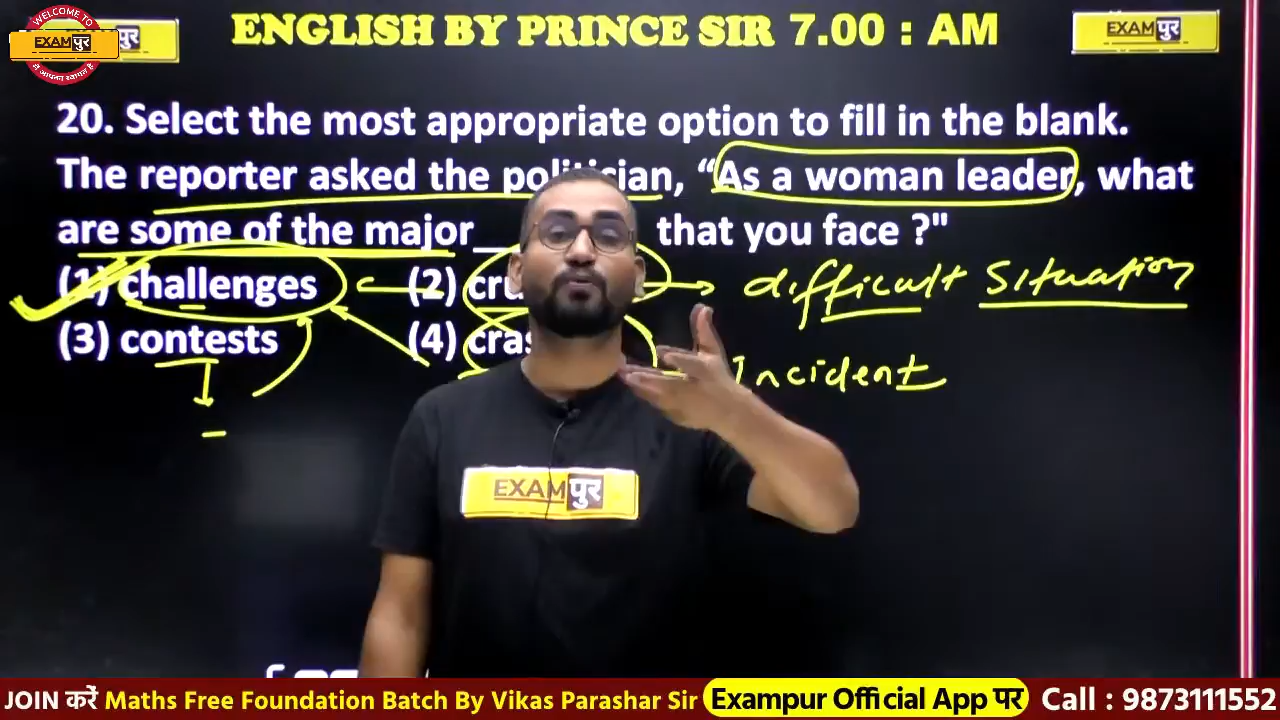 WELCOME TO
EXAMपुर
में आपका स्वागत है
पुर
ENGLISH BY PRINCE SIR 7.00 : AM
EXAMपुर
20. Select the most appropriate option to fill in the blank.
The reporter asked the politician, “As a woman leader, what
are some of the major_ that you face ?"
(1) challenges (2) difficult Situation
(3) contests (4) Incident
EXAMपुर
JOIN करें Maths Free Foundation Batch By Vikas Parashar Sir Exampur Official App पर Call : 9873111552